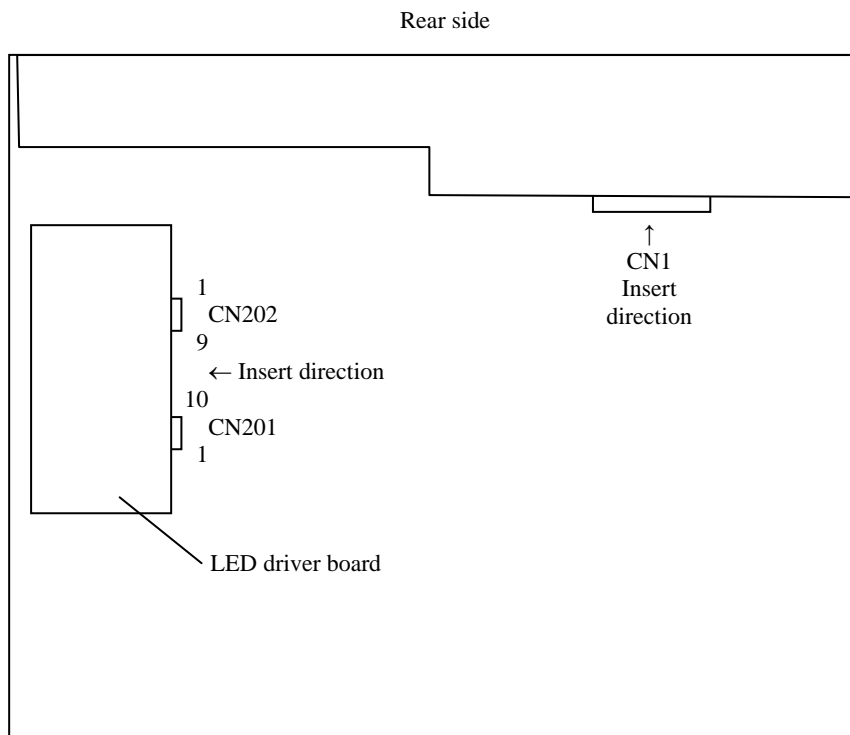 Rear side
↑
CN1
Insert
direction
1
CN202
9
← Insert direction
10
CN201
1
LED driver board